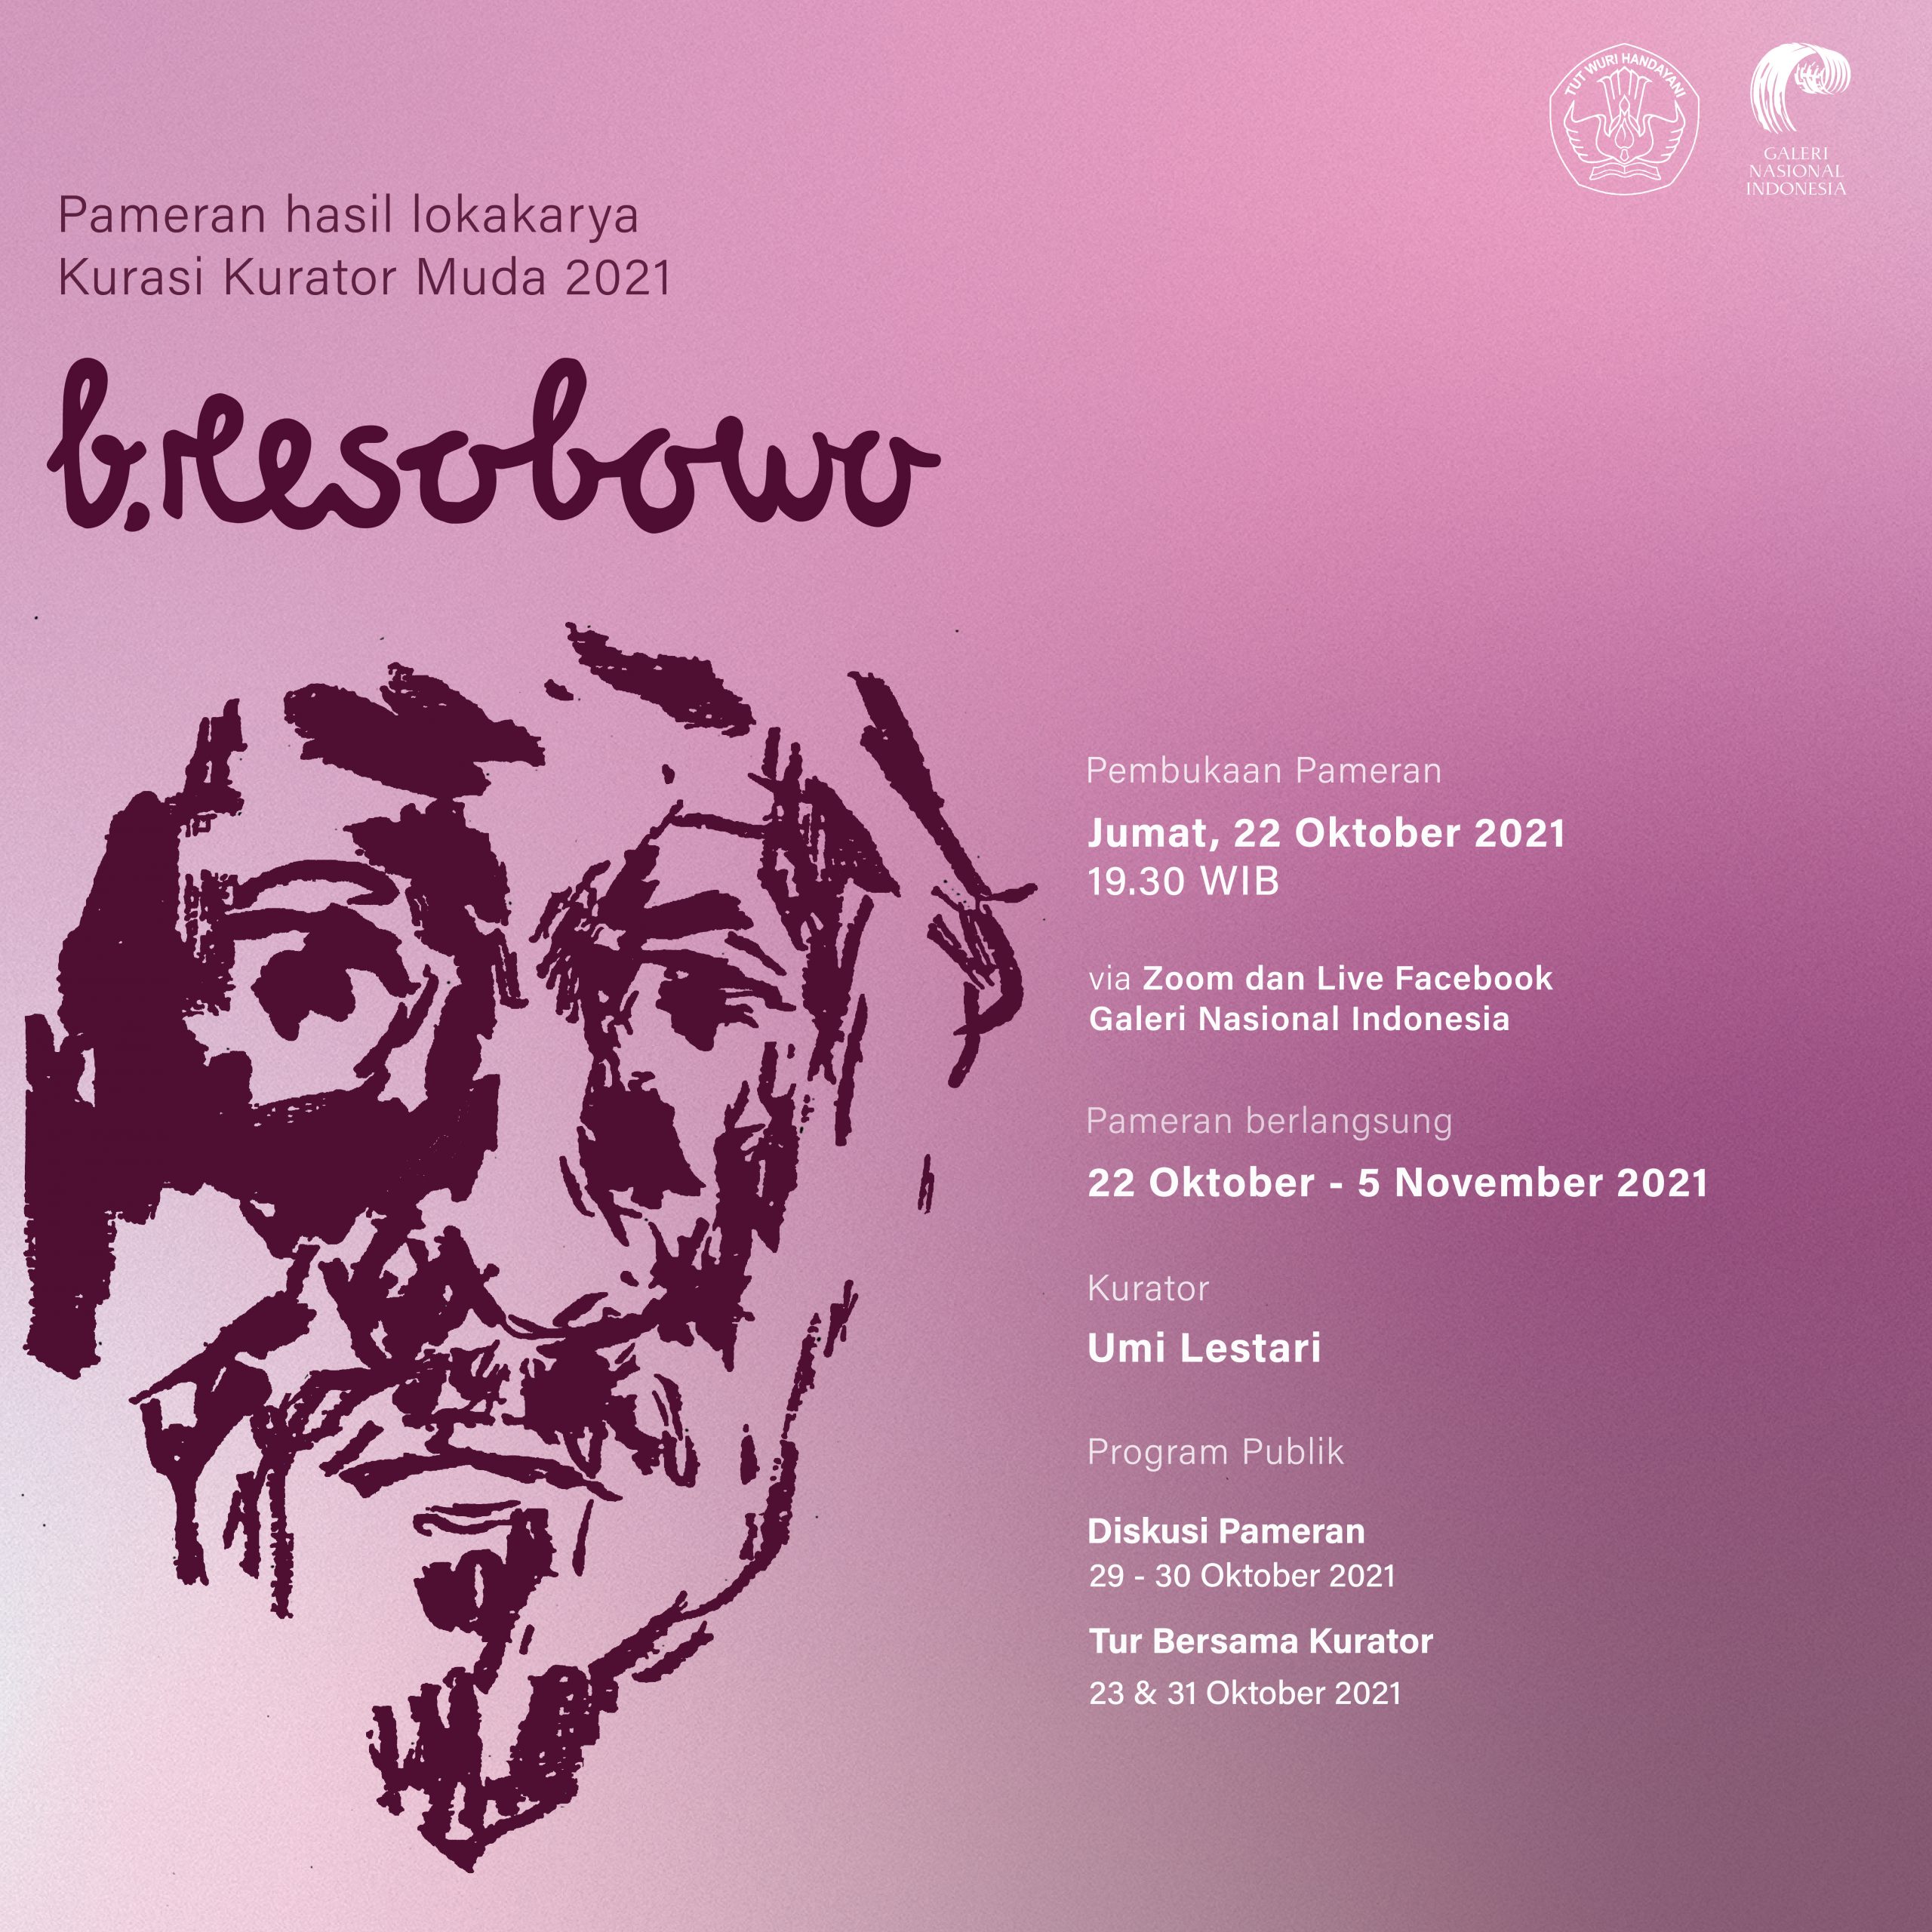 TUT WURI HANDAYANI
GALERI
NASIONAL
INDONESIA
Pameran hasil lokakarya
Kurasi Kurator Muda 2021
b.resobowo
Pembukaan Pameran
Jumat, 22 Oktober 2021
19.30 WIB
via Zoom dan Live Facebook
Galeri Nasional Indonesia
Pameran berlangsung
22 Oktober - 5 November 2021
Kurator
Umi Lestari
Program Publik
Diskusi Pameran
29 - 30 Oktober 2021
Tur Bersama Kurator
23 & 31 Oktober 2021